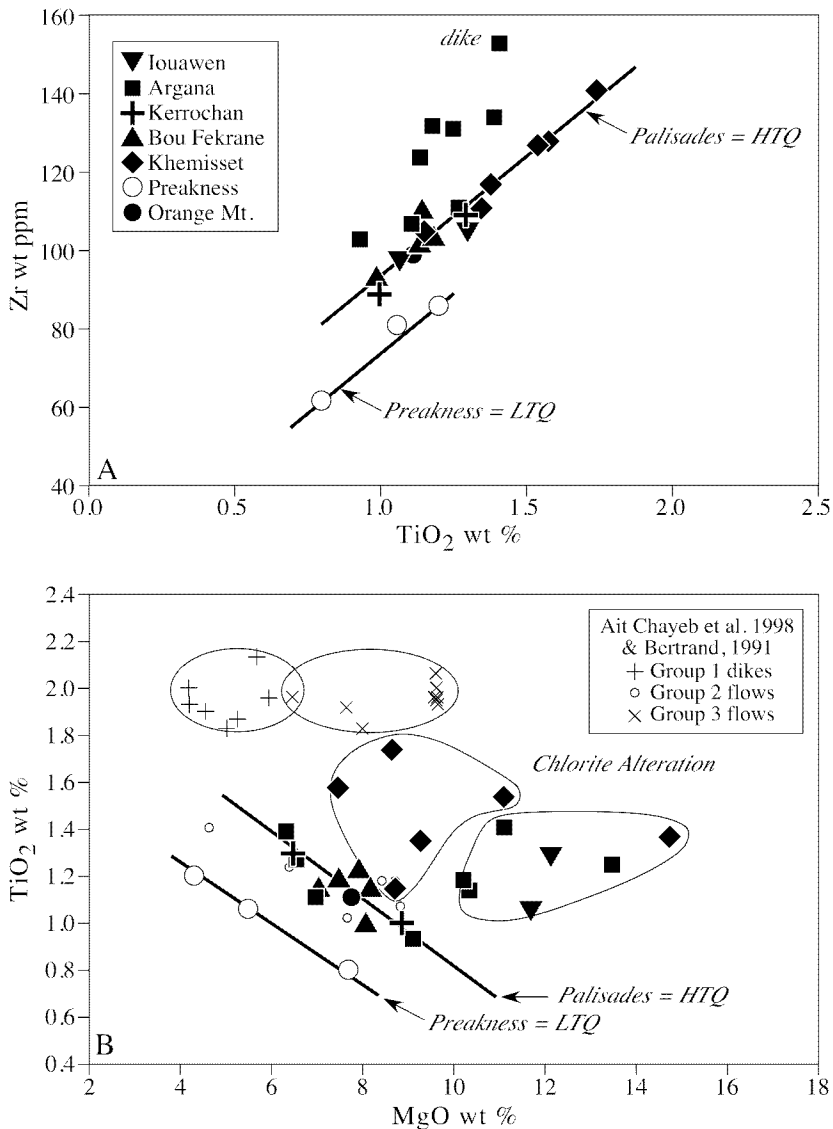 160
140
120
100
80
60
40
Zr wt ppm
Iouawen
Argana
Kerrochan
Bou Fekrane
Khemisset
Preakness
Orange Mt.
dike
Palisades = HTQ
Preakness = LTQ
A
0.0
0.5
1.0
1.5
2.0
2.5
TiO2 wt %
2.4
2.2
2.0
1.8
1.6
1.4
1.2
1.0
0.8
0.6
0.4
TiO2 wt %
Ait Chayeb et al. 1998
& Bertrand, 1991
Group 1 dikes
Group 2 flows
Group 3 flows
Chlorite Alteration
Palisades = HTQ
Preakness = LTQ
B
2
4
6
8
10
12
14
16
18
MgO wt %